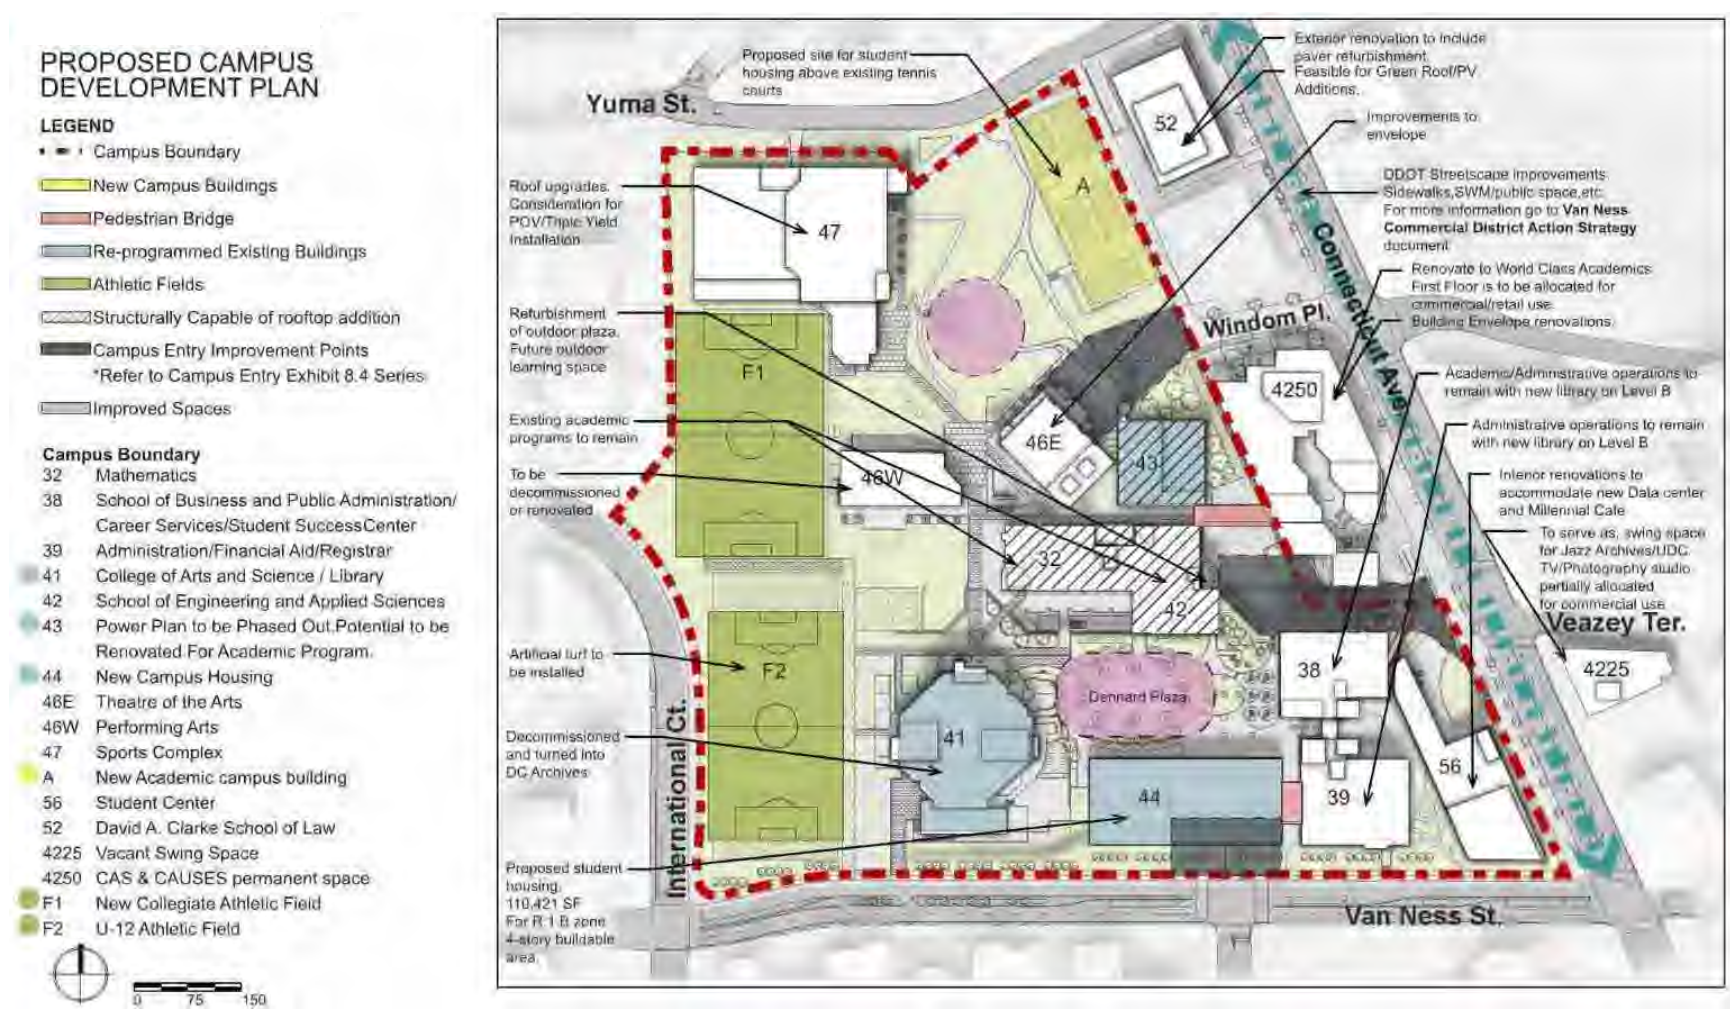 PROPOSED CAMPUS
DEVELOPMENT PLAN
LEGEND
Campus Boundary
New Campus Buildings
Pedestrian Bridge
Re-programmed Existing Buildings
Athletic Fields
Structurally Capable of rooftop addition
Campus Entry Improvement Points
*Refer to Campus Entry Exhibit 8.4 Series
Improved Spaces
Campus Boundary
32 Mathematics
38 School of Business and Public Administration/
Career Services/Student SuccessCenter
39 Administration/Financial Aid/Registrar
41 College of Arts and Science / Library
42 School of Engineering and Applied Sciences
43 Power Plan to be Phased Out.Potential to be
Renovated For Academic Program.
44 New Campus Housing
46E Theatre of the Arts
46W Performing Arts
47 Sports Complex
A New Academic campus building
56 Student Center
52 David A. Clarke School of Law
4225 Vacant Swing Space
4250 CAS & CAUSES permanent space
F1 New Collegiate Athletic Field
F2 U-12 Athletic Field
0 75 150
Yuma St.
Proposed site for student
housing above existing tennis
courts
Exterior renovation to include
paver refurbishment.
Feasible for Green Roof/PV
Additions.
Improvements to
envelope
DDOT Streetscape Improvements
Sidewalks,SWM/public space,etc.
For more information go to Van Ness
Commercial District Action Strategy
document
Renovate to World Class Academics
First Floor is to be allocated for
commercial/retail use.
Building Envelope renovations.
Academic/Administrative operations to
remain with new library on Level B
Administrative operations to remain
with new library on Level B
Interior renovations to
accommodate new Data center
and Millennial Cafe
To serve as, swing space
for Jazz Archives/UDC
TV/Photography studio
partially allocated
for commercial use
Veazey Ter.
Roof upgrades.
Consideration for
POV/Triple Yield
Installation
Refurbishment
of outdoor plaza.
Future outdoor
learning space
Existing academic
programs to remain
To be
decommissioned
or renovated
Artificial turf to
be installed
Decommissioned
and turned into
DC Archives
Proposed student
housing.
110,421 SF
For R 1 B zone
4-story buildable
area.
52
A
47
Connecticut Ave.
Windom Pl.
F1
4250
46E
43
46W
32
42
F2
Dennard Plaza
38
4225
41
56
44
39
International Ct.
Van Ness St.